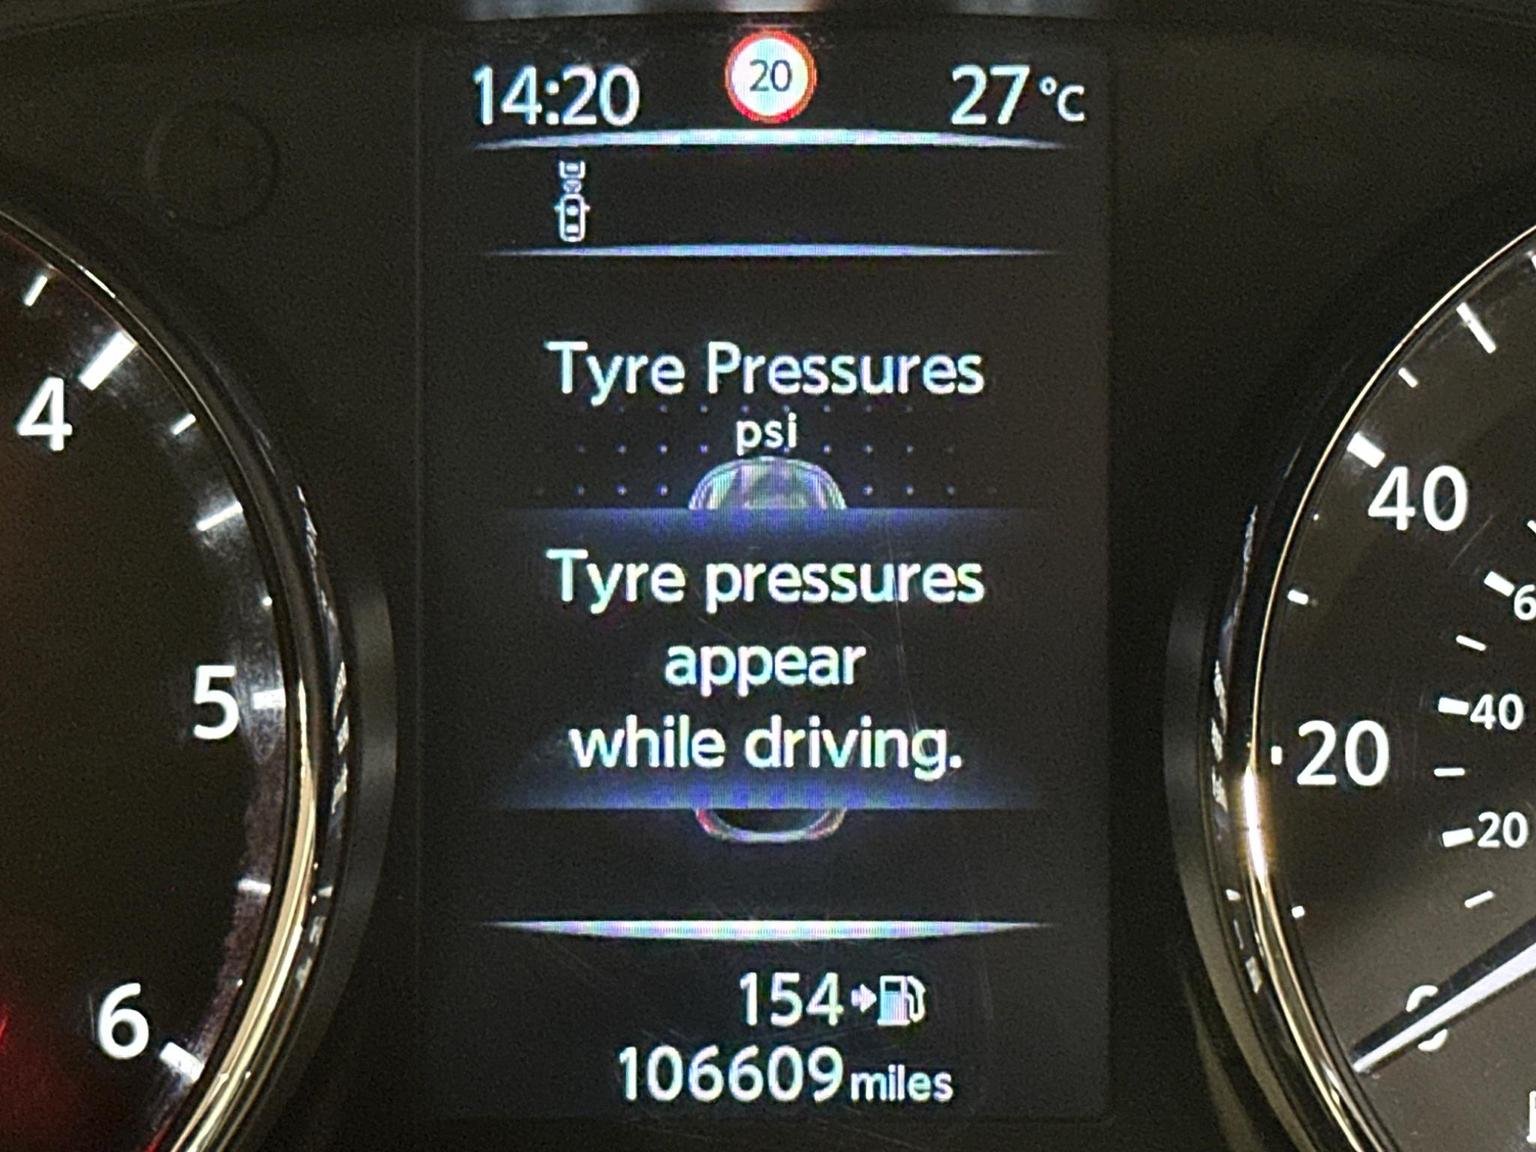 14:20 20 27 °C
Tyre Pressures
psi
Tyre pressures
appear
while driving.
154
106609 miles
4
5
6
40
20
0
40
20